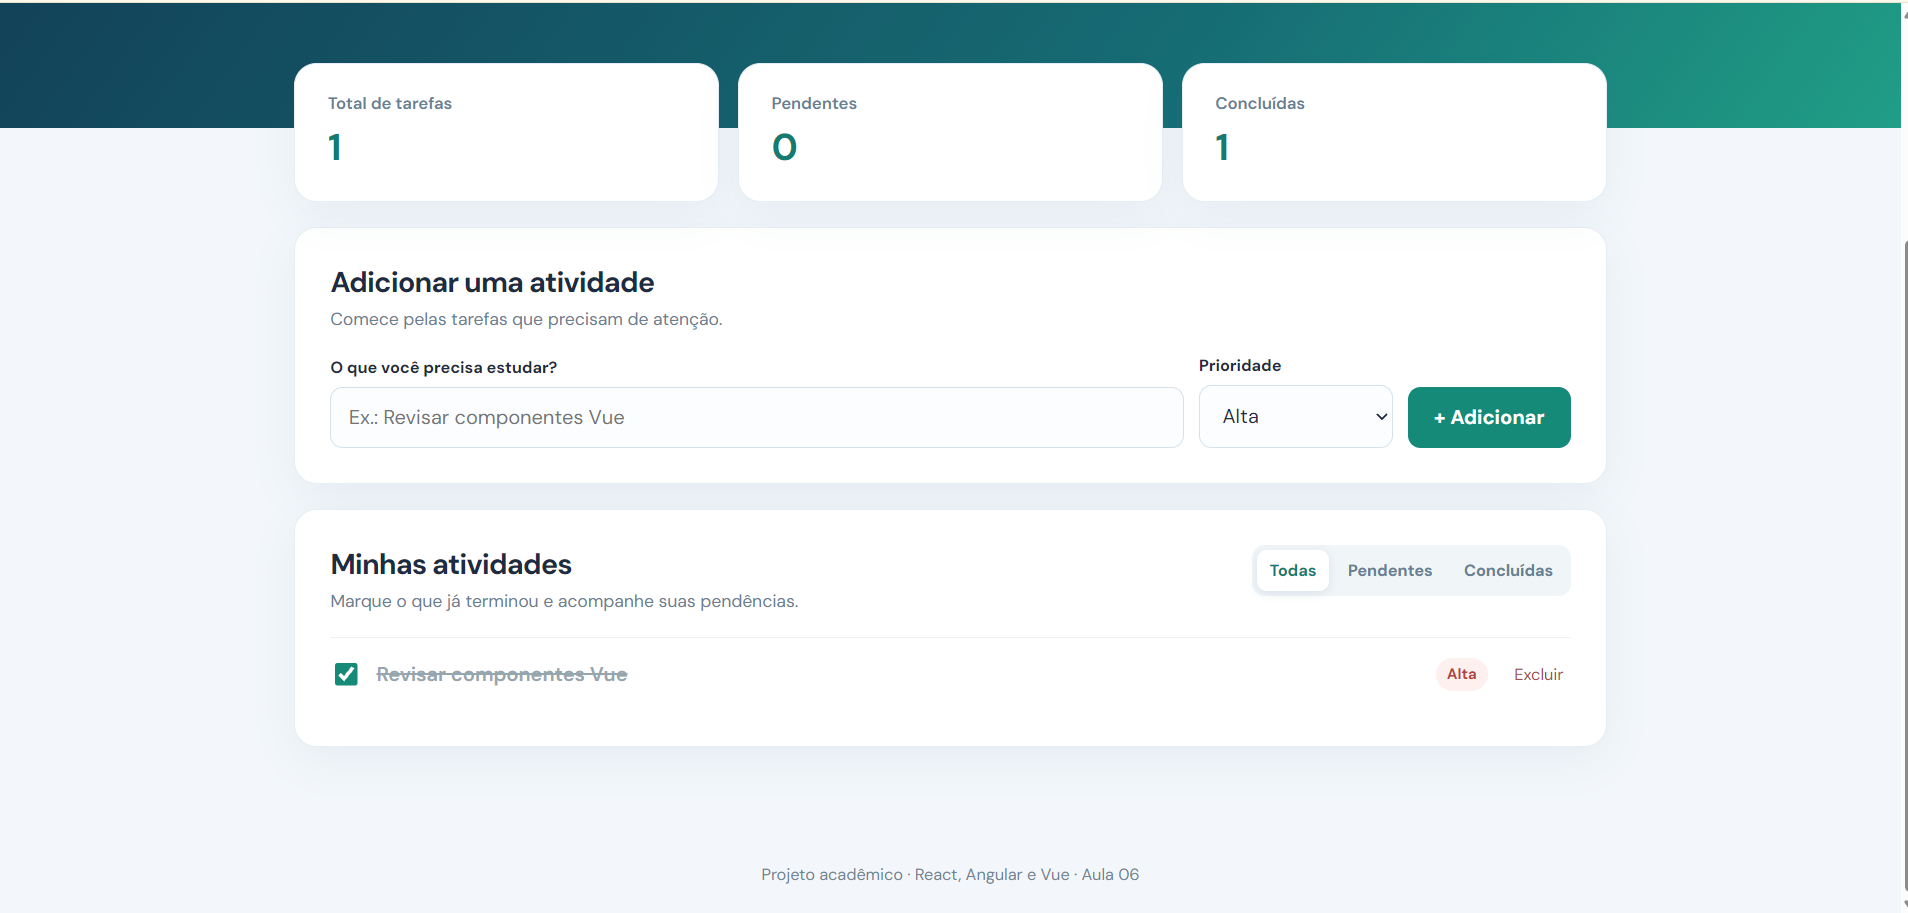 Total de tarefas
1
Pendentes
0
Concluídas
1
Adicionar uma atividade
Comece pelas tarefas que precisam de atenção.
O que você precisa estudar?
Ex.: Revisar componentes Vue
Prioridade
Alta
+ Adicionar
Minhas atividades
Marque o que já terminou e acompanhe suas pendências.
Todas
Pendentes
Concluídas
Revisar componentes Vue
Alta
Excluir
Projeto acadêmico · React, Angular e Vue · Aula 06